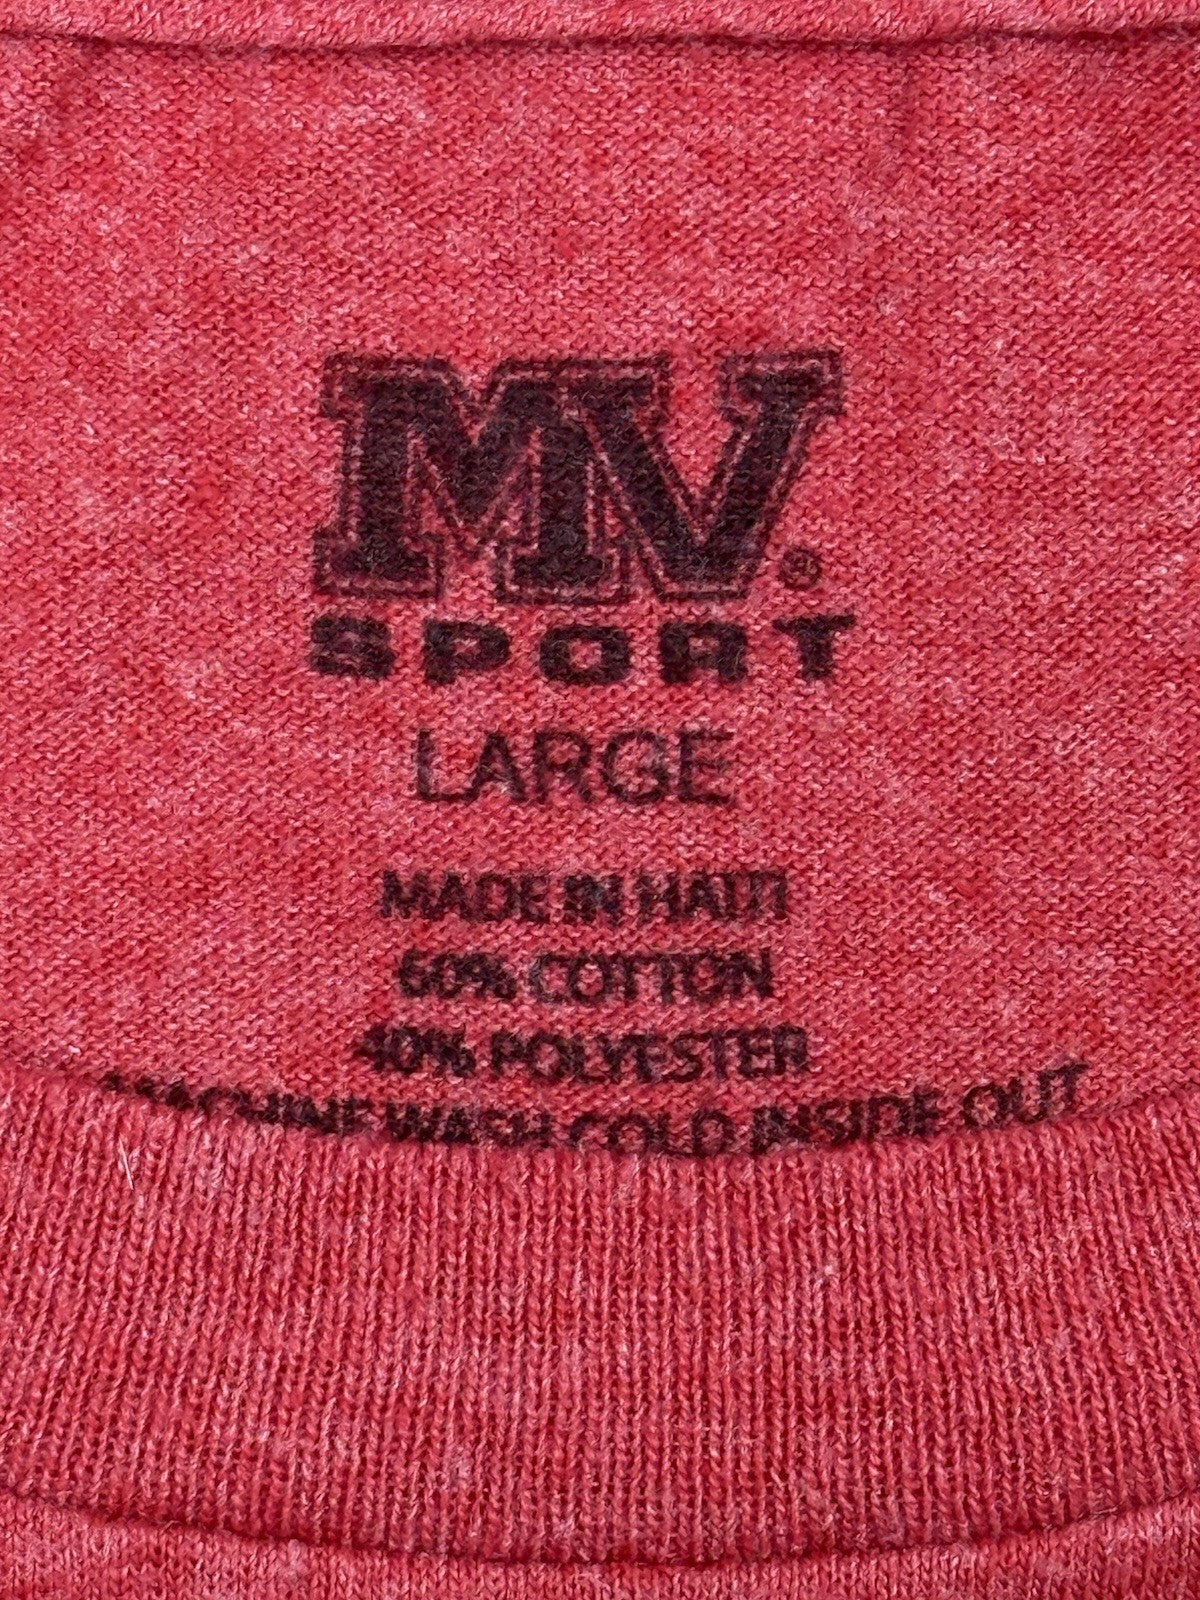 MV®
SPORT
LARGE
MADE IN HAITI
60% COTTON
40% POLYESTER
MACHINE WASH COLD INSIDE OUT